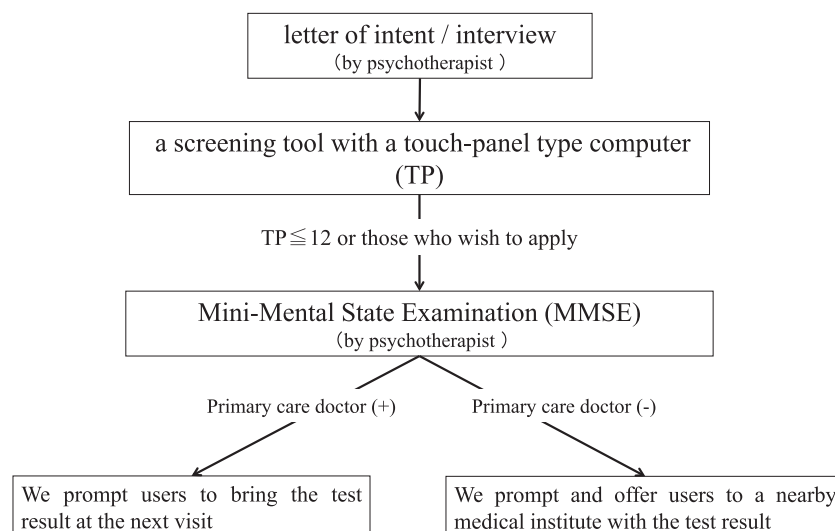 letter of intent / interview
（by psychotherapist ）
a screening tool with a touch-panel type computer
(TP)
TP≦12 or those who wish to apply
Mini-Mental State Examination (MMSE)
（by psychotherapist ）
Primary care doctor (+)
Primary care doctor (-)
We prompt users to bring the test
result at the next visit
We prompt and offer users to a nearby
medical institute with the test result